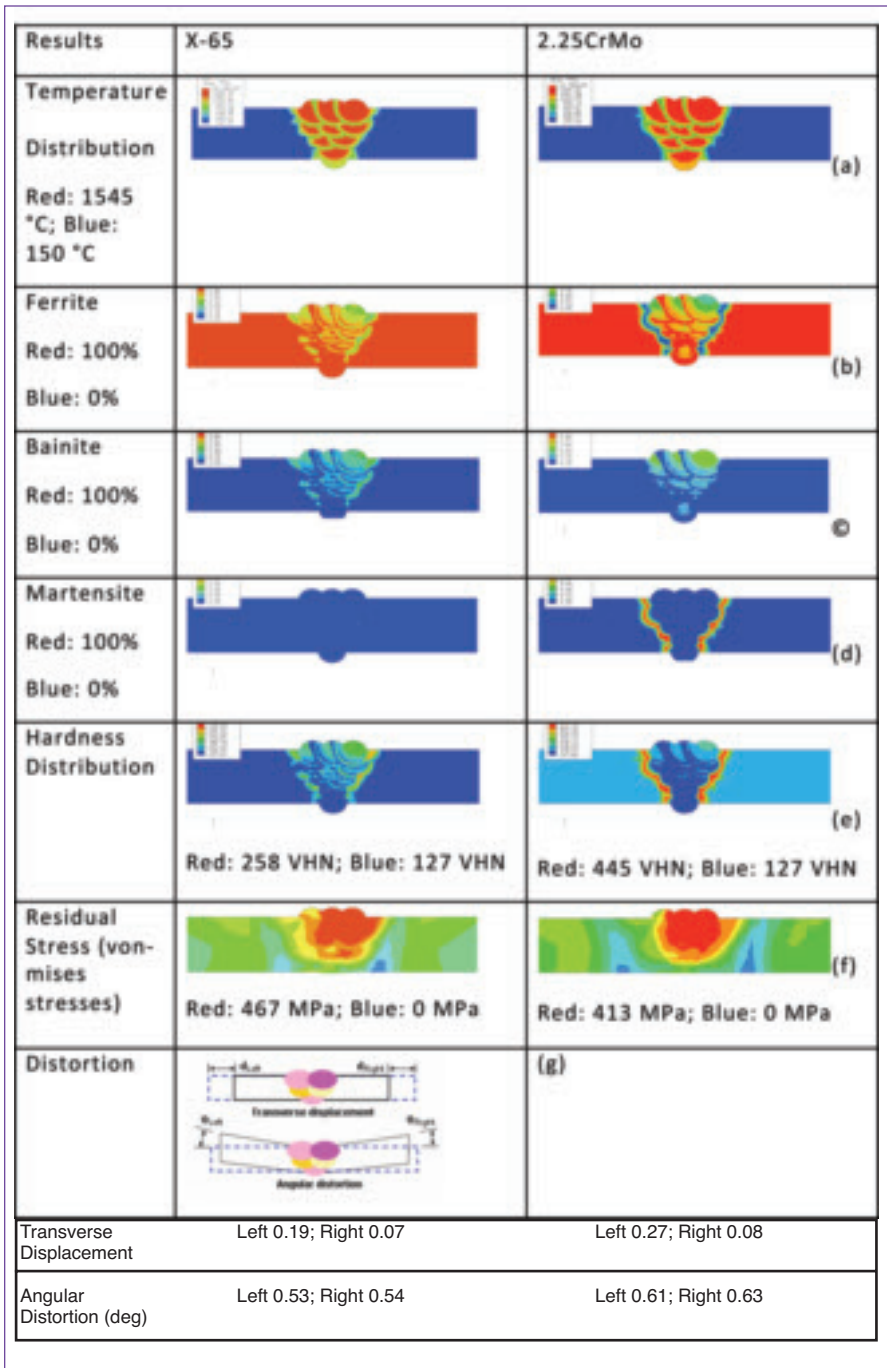 Results
X-65
2.25CrMo
Temperature
Distribution
Red: 1545
°C; Blue:
150 °C
(a)
Ferrite
Red: 100%
Blue: 0%
(b)
Bainite
Red: 100%
Blue: 0%
©
Martensite
Red: 100%
Blue: 0%
(d)
Hardness
Distribution
Red: 258 VHN; Blue: 127 VHN
Red: 445 VHN; Blue: 127 VHN
(e)
Residual
Stress (von-
mises
stresses)
Red: 467 MPa; Blue: 0 MPa
Red: 413 MPa; Blue: 0 MPa
(f)
Distortion
Transverse displacement
Angular distortion
(g)
Transverse
Displacement
Left 0.19; Right 0.07
Left 0.27; Right 0.08
Angular
Distortion (deg)
Left 0.53; Right 0.54
Left 0.61; Right 0.63